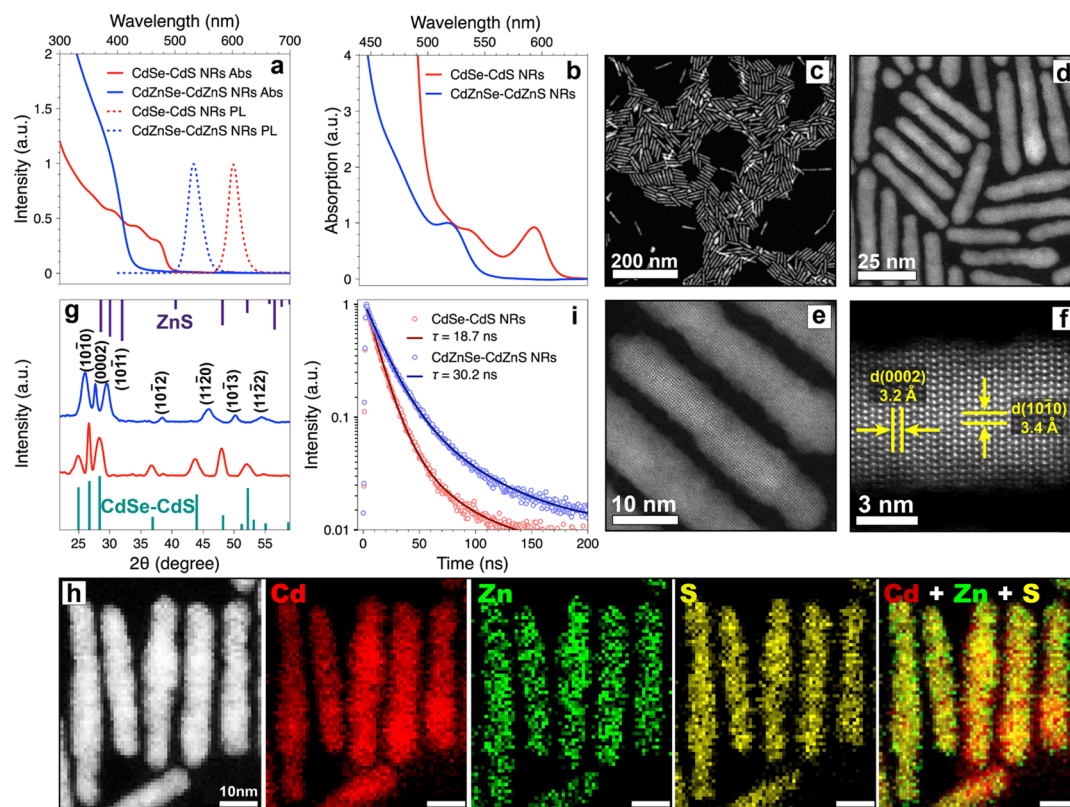 Wavelength (nm)
300 400 500 600 700
a
2
1.5
1
0.5
0
Intensity (a.u.)
CdSe-CdS NRs Abs
CdZnSe-CdZnS NRs Abs
CdSe-CdS NRs PL
CdZnSe-CdZnS NRs PL
Wavelength (nm)
450 500 550 600
b
4
3
2
1
0
Absorption (a.u.)
CdSe-CdS NRs
CdZnSe-CdZnS NRs
c
200 nm
d
25 nm
g
ZnS
(101̄0)
(0002)
(101̄1)
(101̄2)
(112̄0)
(101̄3)
(112̄2)
CdSe-CdS
Intensity (a.u.)
25 30 35 40 45 50 55
2θ (degree)
i
1
0.1
0.01
Intensity (a.u.)
CdSe-CdS NRs
τ = 18.7 ns
CdZnSe-CdZnS NRs
τ = 30.2 ns
0 50 100 150 200
Time (ns)
e
10 nm
f
d(0002)
3.2 Å
d(101̄0)
3.4 Å
3 nm
h
10nm
Cd
Zn
S
Cd + Zn + S